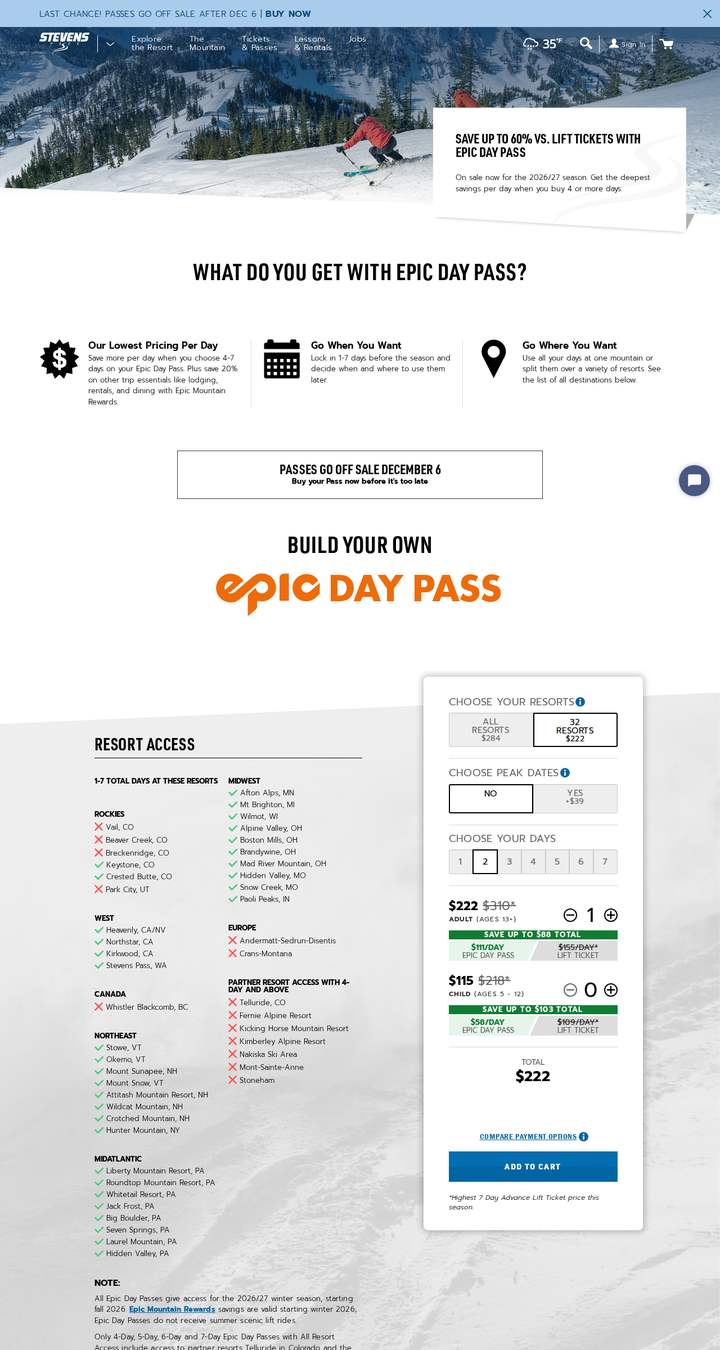 LAST CHANCE! PASSES GO OFF SALE AFTER DEC 6 | BUY NOW
STEVENS
Explore
the Resort
The
Mountain
Tickets
& Passes
Lessons
& Rentals
Jobs
35°F
Sign In
SAVE UP TO 60% VS. LIFT TICKETS WITH
EPIC DAY PASS
On sale now for the 2026/27 season. Get the deepest
savings per day when you buy 4 or more days.
WHAT DO YOU GET WITH EPIC DAY PASS?
Our Lowest Pricing Per Day
Save more per day when you choose 4-7
days on your Epic Day Pass. Plus save 20%
on other trip essentials like lodging,
rentals, and dining with Epic Mountain
Rewards.
Go When You Want
Lock in 1-7 days before the season and
decide when and where to use them
later.
Go Where You Want
Use all your days at one mountain or
split them over a variety of resorts. See
the list of all destinations below.
PASSES GO OFF SALE DECEMBER 6
Buy your Pass now before it's too late
BUILD YOUR OWN
epic DAY PASS
RESORT ACCESS
1-7 TOTAL DAYS AT THESE RESORTS
ROCKIES
Vail, CO
Beaver Creek, CO
Breckenridge, CO
Keystone, CO
Crested Butte, CO
Park City, UT
WEST
Heavenly, CA/NV
Northstar, CA
Kirkwood, CA
Stevens Pass, WA
CANADA
Whistler Blackcomb, BC
NORTHEAST
Stowe, VT
Okemo, VT
Mount Sunapee, NH
Mount Snow, VT
Attitash Mountain Resort, NH
Wildcat Mountain, NH
Crotched Mountain, NH
Hunter Mountain, NY
MIDATLANTIC
Liberty Mountain Resort, PA
Roundtop Mountain Resort, PA
Whitetail Resort, PA
Jack Frost, PA
Big Boulder, PA
Seven Springs, PA
Laurel Mountain, PA
Hidden Valley, PA
MIDWEST
Afton Alps, MN
Mt Brighton, MI
Wilmot, WI
Alpine Valley, OH
Boston Mills, OH
Brandywine, OH
Mad River Mountain, OH
Hidden Valley, MO
Snow Creek, MO
Paoli Peaks, IN
EUROPE
Andermatt-Sedrun-Disentis
Crans-Montana
PARTNER RESORT ACCESS WITH 4-
DAY AND ABOVE
Telluride, CO
Fernie Alpine Resort
Kicking Horse Mountain Resort
Kimberley Alpine Resort
Nakiska Ski Area
Mont-Sainte-Anne
Stoneham
NOTE:
All Epic Day Passes give access for the 2026/27 winter season, starting
fall 2026. Epic Mountain Rewards savings are valid starting winter 2026,
Epic Day Passes do not receive summer scenic lift rides.
Only 4-Day, 5-Day, 6-Day and 7-Day Epic Day Passes with All Resort
Access include access to partner resorts Telluride in Colorado and the
CHOOSE YOUR RESORTS
ALL
RESORTS
$284
32
RESORTS
$222
CHOOSE PEAK DATES
NO
YES
+$39
CHOOSE YOUR DAYS
1 2 3 4 5 6 7
$222 $310*
ADULT (AGES 13+)
1
SAVE UP TO $88 TOTAL
$111/DAY
EPIC DAY PASS
$155/DAY*
LIFT TICKET
$115 $218*
CHILD (AGES 5 - 12)
0
SAVE UP TO $103 TOTAL
$58/DAY
EPIC DAY PASS
$109/DAY*
LIFT TICKET
TOTAL
$222
COMPARE PAYMENT OPTIONS
ADD TO CART
*Highest 7 Day Advance Lift Ticket price this
season.